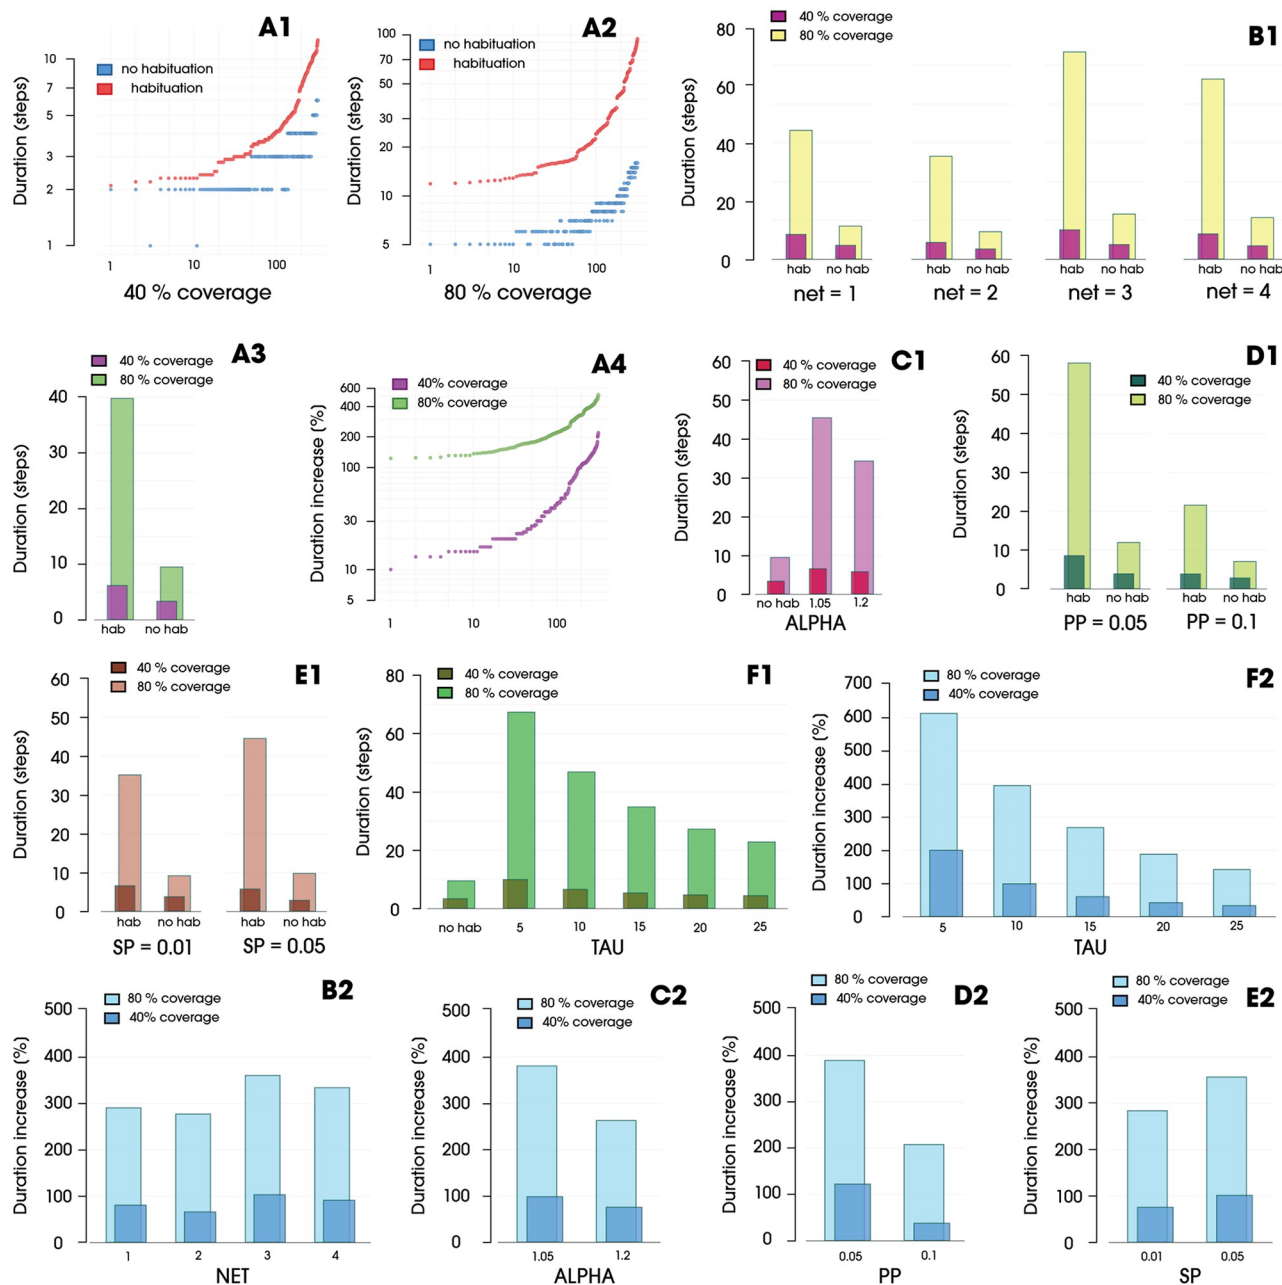 A1
no habituation
habituation
Duration (steps)
10
7
5
3
2
1
1 10 100
40 % coverage
A2
no habituation
habituation
Duration (steps)
100
70
50
30
20
10
5
1 10 100
80 % coverage
B1
40 % coverage
80 % coverage
Duration (steps)
80
60
40
20
0
hab no hab hab no hab hab no hab hab no hab
net = 1 net = 2 net = 3 net = 4
A3
40 % coverage
80 % coverage
Duration (steps)
40
30
20
10
0
hab no hab
A4
40% coverage
80% coverage
Duration increase (%)
600
400
200
100
30
10
5
1 10 100
C1
40 % coverage
80 % coverage
Duration (steps)
60
50
40
30
20
10
0
no hab 1.05 1.2
ALPHA
D1
40 % coverage
80 % coverage
Duration (steps)
60
50
40
30
20
10
0
hab no hab hab no hab
PP = 0.05 PP = 0.1
E1
40 % coverage
80 % coverage
Duration (steps)
60
50
40
30
20
10
0
hab no hab hab no hab
SP = 0.01 SP = 0.05
F1
40 % coverage
80 % coverage
Duration (steps)
80
60
40
20
0
no hab 5 10 15 20 25
TAU
F2
80 % coverage
40% coverage
Duration increase (%)
700
600
500
400
300
200
100
0
5 10 15 20 25
TAU
B2
80 % coverage
40% coverage
Duration increase (%)
500
400
300
200
100
0
1 2 3 4
NET
C2
80 % coverage
40% coverage
Duration increase (%)
500
400
300
200
100
0
1.05 1.2
ALPHA
D2
80 % coverage
40% coverage
Duration increase (%)
500
400
300
200
100
0
0.05 0.1
PP
E2
80 % coverage
40% coverage
Duration increase (%)
500
400
300
200
100
0
0.01 0.05
SP